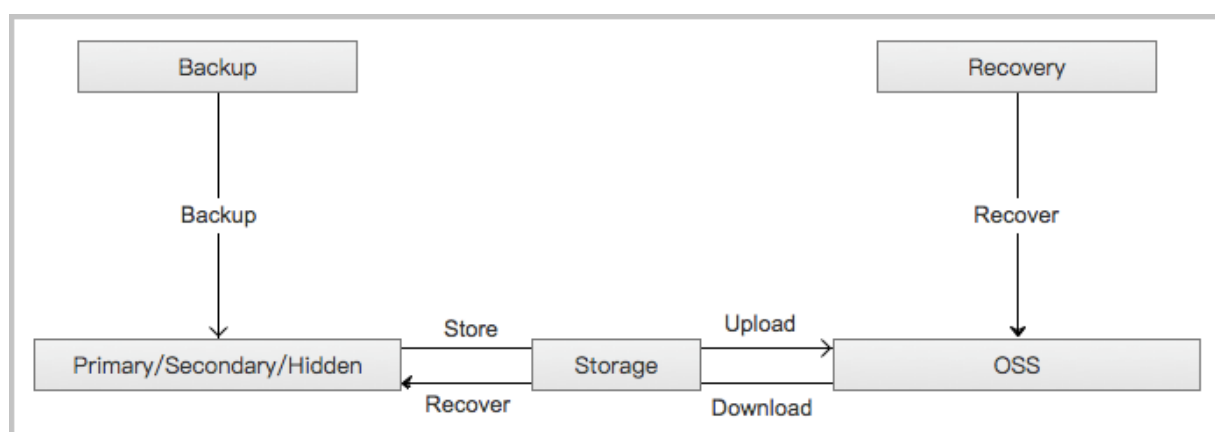 Backup
Recovery
Backup
Recover
Store
Upload
Primary/Secondary/Hidden
Storage
OSS
Recover
Download